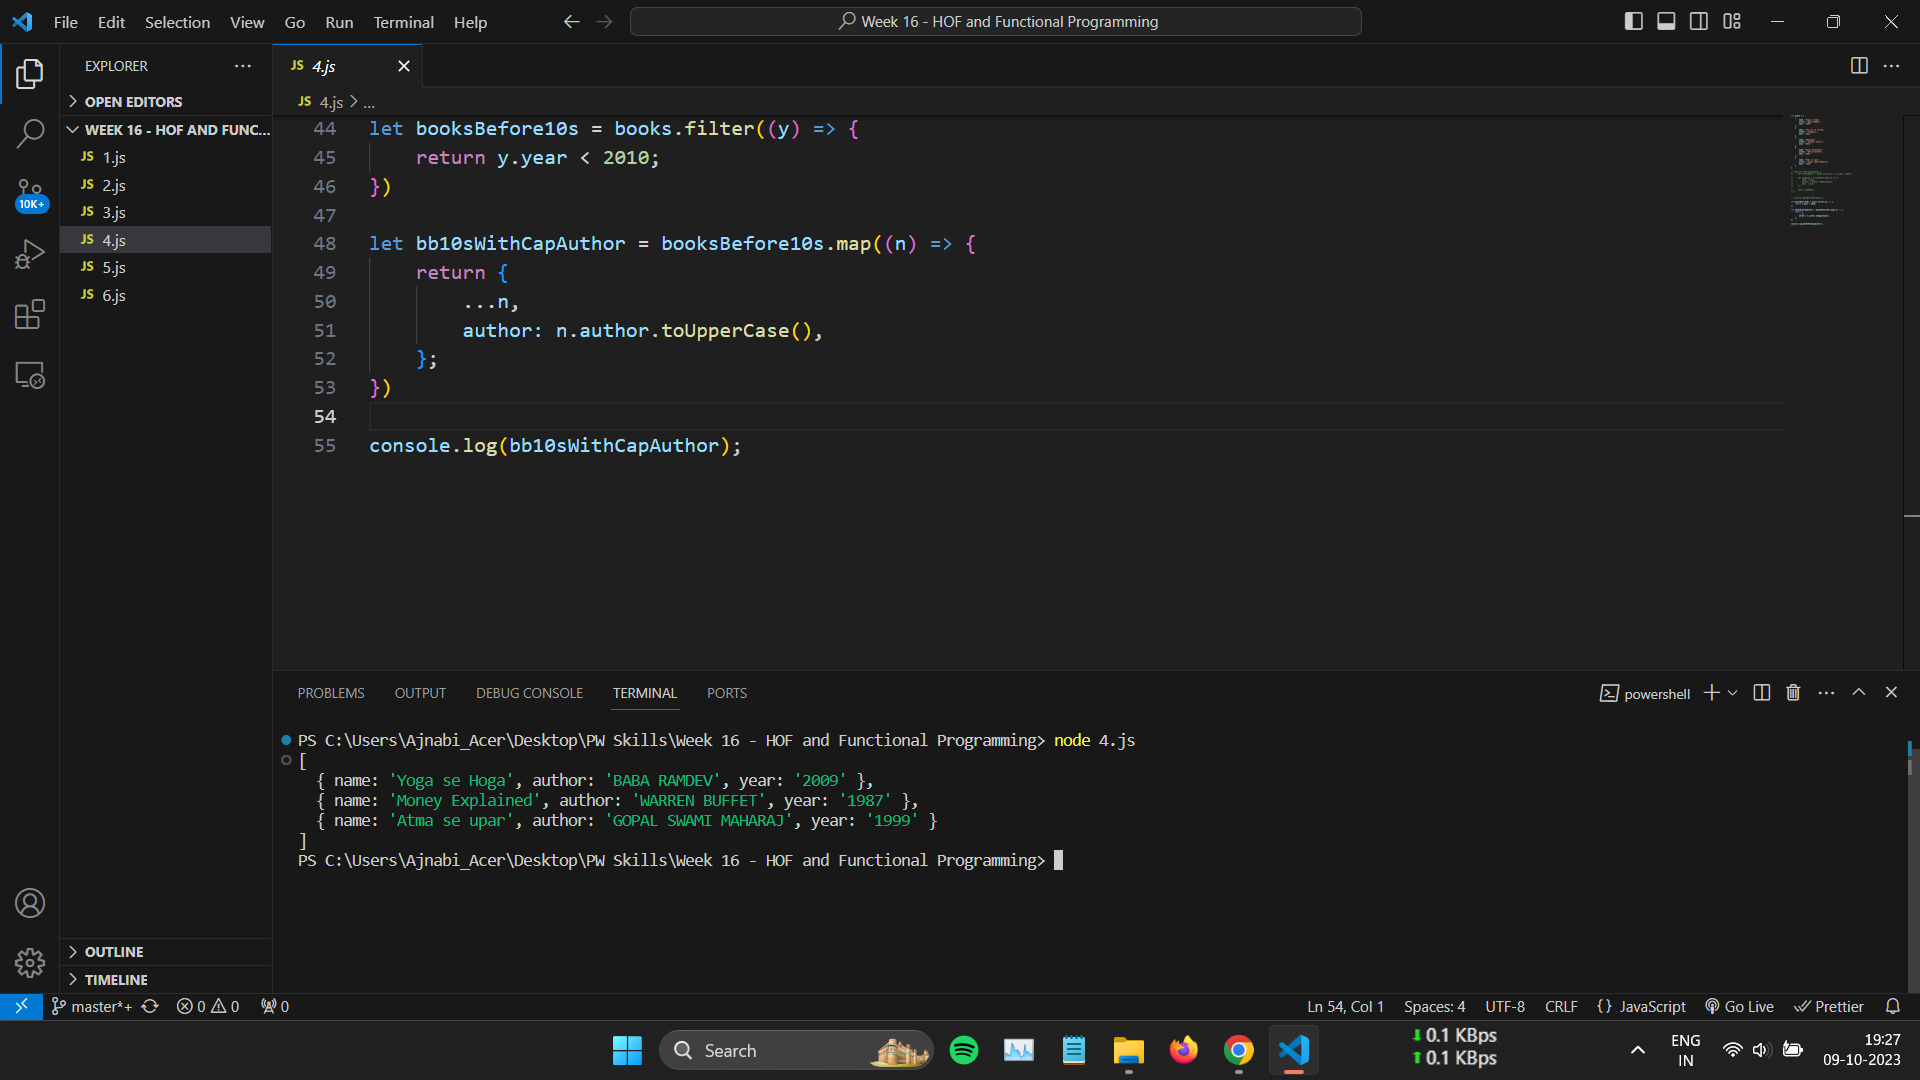 File Edit Selection View Go Run Terminal Help
Week 16 - HOF and Functional Programming
EXPLORER
OPEN EDITORS
WEEK 16 - HOF AND FUNC...
JS 1.js
JS 2.js
JS 3.js
JS 4.js
JS 5.js
JS 6.js
10K+
OUTLINE
TIMELINE
JS 4.js
JS 4.js > ...
44 let booksBefore10s = books.filter((y) => {
45     return y.year < 2010;
46 })
47
48 let bb10sWithCapAuthor = booksBefore10s.map((n) => {
49     return {
50         ...n,
51         author: n.author.toUpperCase(),
52     };
53 })
54
55 console.log(bb10sWithCapAuthor);
PROBLEMS OUTPUT DEBUG CONSOLE TERMINAL PORTS
powershell
PS C:\Users\Ajnabi_Acer\Desktop\PW Skills\Week 16 - HOF and Functional Programming> node 4.js
[
  { name: 'Yoga se Hoga', author: 'BABA RAMDEV', year: '2009' },
  { name: 'Money Explained', author: 'WARREN BUFFET', year: '1987' },
  { name: 'Atma se upar', author: 'GOPAL SWAMI MAHARAJ', year: '1999' }
]
PS C:\Users\Ajnabi_Acer\Desktop\PW Skills\Week 16 - HOF and Functional Programming>
master*+ 0 0 0
Ln 54, Col 1 Spaces: 4 UTF-8 CRLF {} JavaScript Go Live Prettier
Search
0.1 KBps
0.1 KBps
ENG
IN
19:27
09-10-2023